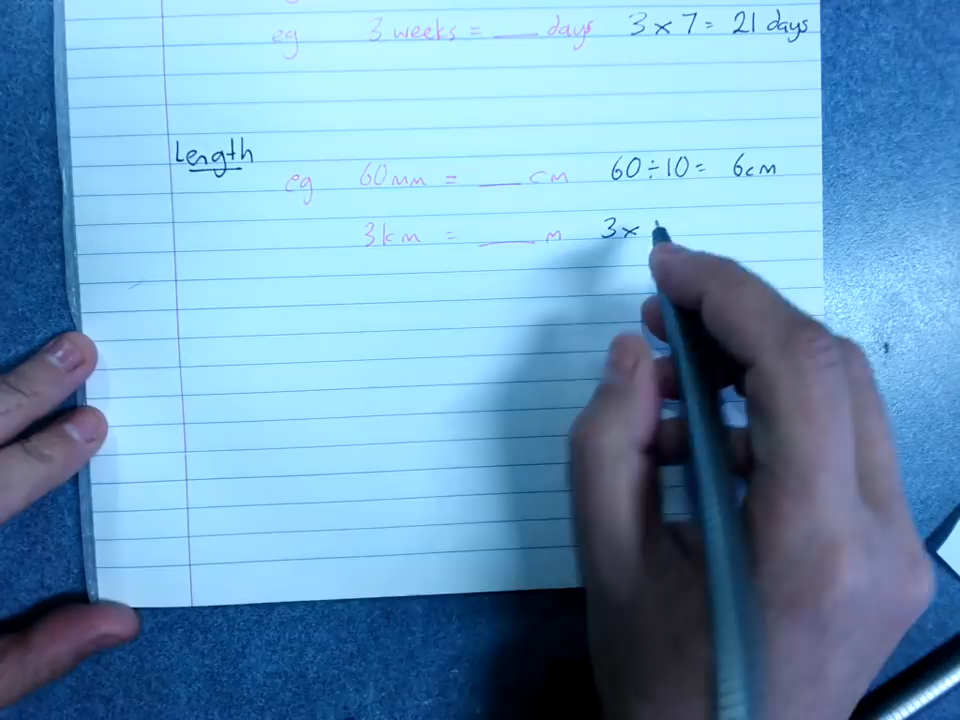 eg 3 weeks = ___ days 3 x 7 = 21 days
Length
eg 60mm = ___ cm 60 ÷ 10 = 6cm
3km = ___ m 3 x